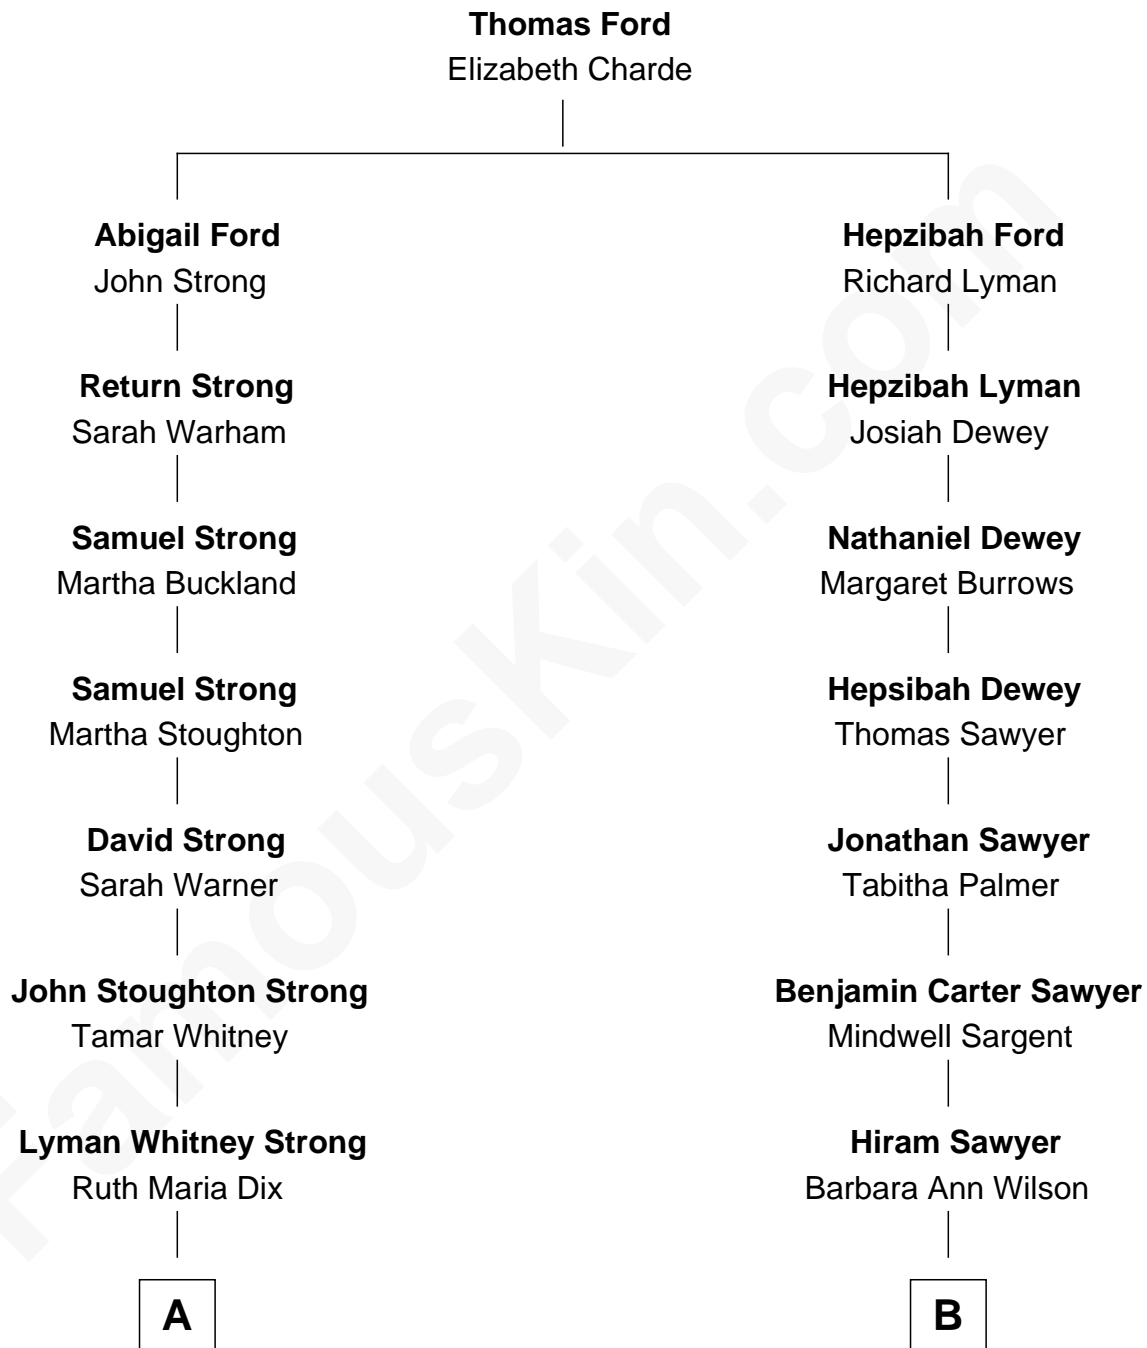 Thomas Ford
Elizabeth Charde
Abigail Ford
John Strong
Hepzibah Ford
Richard Lyman
Return Strong
Sarah Warham
Hepzibah Lyman
Josiah Dewey
Samuel Strong
Martha Buckland
Nathaniel Dewey
Margaret Burrows
Samuel Strong
Martha Stoughton
Hepsibah Dewey
Thomas Sawyer
David Strong
Sarah Warner
Jonathan Sawyer
Tabitha Palmer
John Stoughton Strong
Tamar Whitney
Benjamin Carter Sawyer
Mindwell Sargent
Lyman Whitney Strong
Ruth Maria Dix
Hiram Sawyer
Barbara Ann Wilson
A
B
FamousKin.com